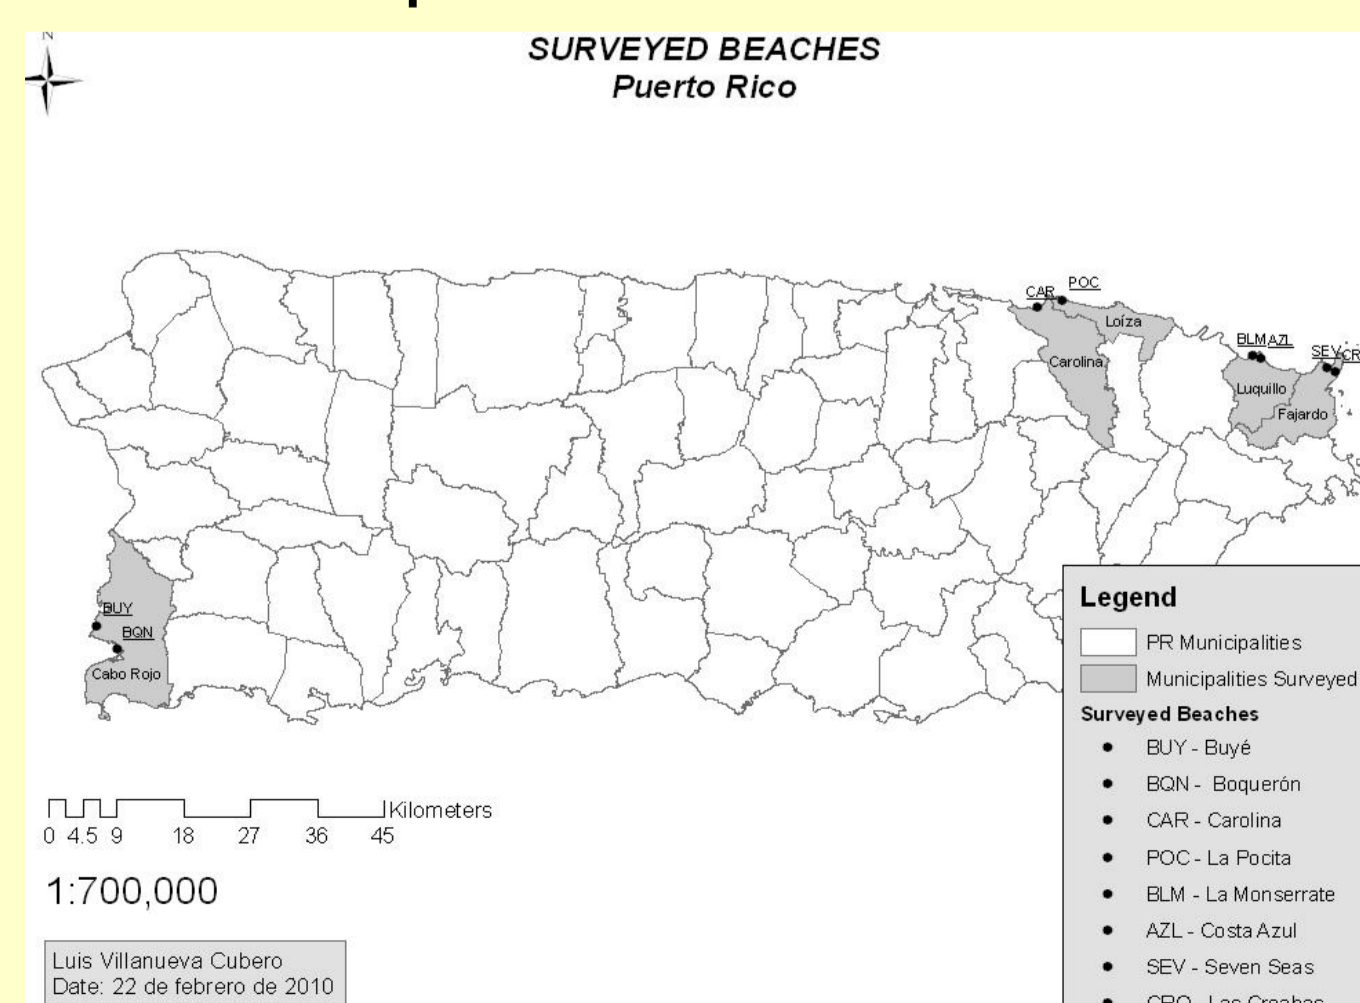 N
SURVEYED BEACHES
Puerto Rico
POC
CAR
Loíza
BLM AZL
SEV
Carolina
Luquillo
Fajardo
BUY
BQN
Cabo Rojo
Legend
PR Municipalities
Municipalities Surveyed
Surveyed Beaches
BUY - Buyé
BQN - Boquerón
CAR - Carolina
POC - La Pocita
BLM - La Monserrate
AZL - Costa Azul
SEV - Seven Seas
Kilometers
0 4.5 9 18 27 36 45
1:700,000
Luis Villanueva Cubero
Date: 22 de febrero de 2010